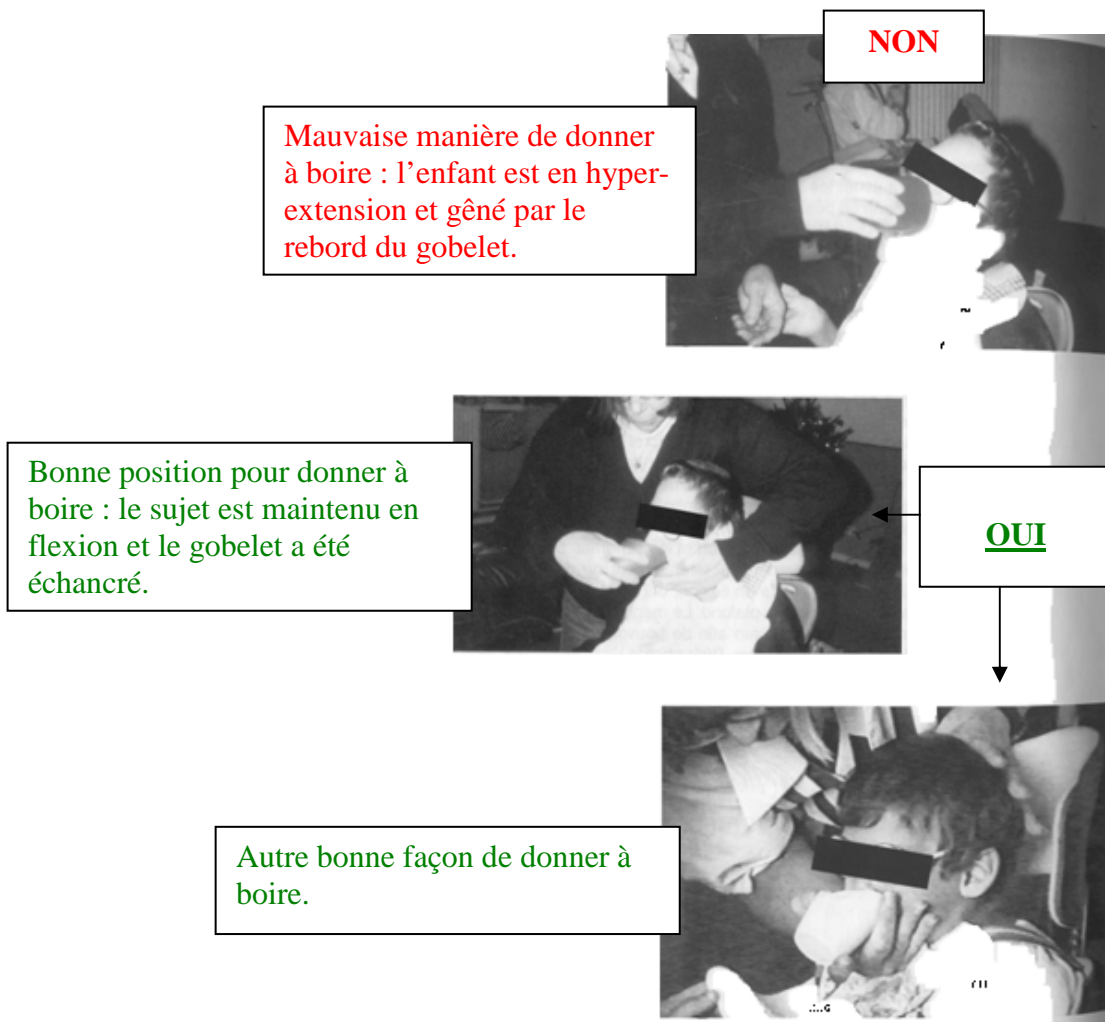 NON
Mauvaise manière de donner
à boire : l’enfant est en hyper-
extension et gêné par le
rebord du gobelet.
Bonne position pour donner à
boire : le sujet est maintenu en
flexion et le gobelet a été
échancré.
OUI
Autre bonne façon de donner à
boire.